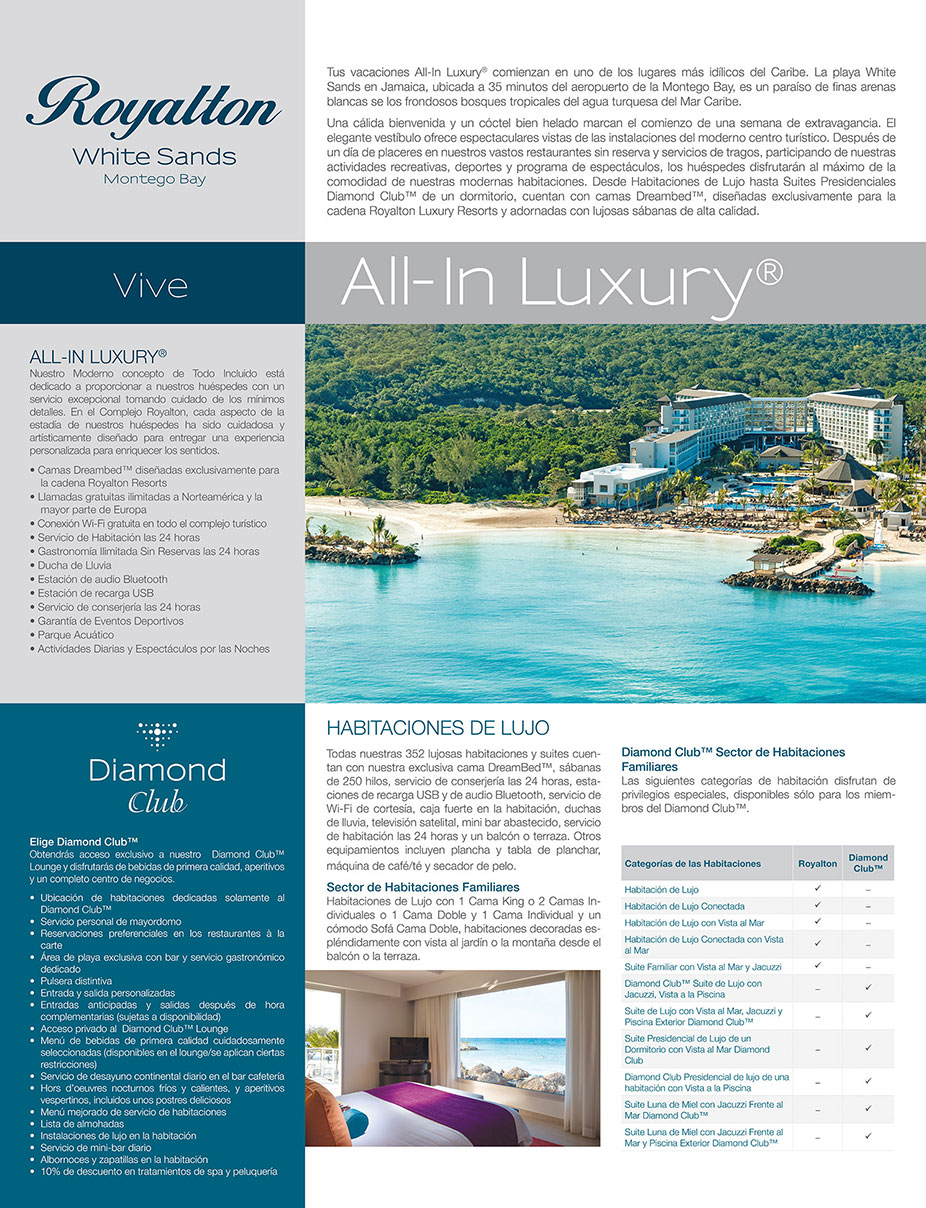 Royalton
White Sands
Montego Bay
Tus vacaciones All-In Luxury® comienzan en uno de los lugares más idílicos del Caribe. La playa White
Sands en Jamaica, ubicada a 35 minutos del aeropuerto de la Montego Bay, es un paraíso de finas arenas
blancas se los frondosos bosques tropicales del agua turquesa del Mar Caribe.
Una cálida bienvenida y un cóctel bien helado marcan el comienzo de una semana de extravagancia. El
elegante vestíbulo ofrece espectaculares vistas de las instalaciones del moderno centro turístico. Después de
un día de placeres en nuestros vastos restaurantes sin reserva y servicios de tragos, participando de nuestras
actividades recreativas, deportes y programa de espectáculos, los huéspedes disfrutarán al máximo de la
comodidad de nuestras modernas habitaciones. Desde Habitaciones de Lujo hasta Suites Presidenciales
Diamond Club™ de un dormitorio, cuentan con camas Dreambed™, diseñadas exclusivamente para la
cadena Royalton Luxury Resorts y adornadas con lujosas sábanas de alta calidad.
Vive
All-In Luxury®
ALL-IN LUXURY®
Nuestro Moderno concepto de Todo Incluido está
dedicado a proporcionar a nuestros huéspedes con un
servicio excepcional tomando cuidado de los mínimos
detalles. En el Complejo Royalton, cada aspecto de la
estadía de nuestros huéspedes ha sido cuidadosa y
artísticamente diseñado para entregar una experiencia
personalizada para enriquecer los sentidos.
• Camas Dreambed™ diseñadas exclusivamente para
la cadena Royalton Resorts
• Llamadas gratuitas ilimitadas a Norteamérica y la
mayor parte de Europa
• Conexión Wi-Fi gratuita en todo el complejo turístico
• Servicio de Habitación las 24 horas
• Gastronomía Ilimitada Sin Reservas las 24 horas
• Ducha de Lluvia
• Estación de audio Bluetooth
• Estación de recarga USB
• Servicio de conserjería las 24 horas
• Garantía de Eventos Deportivos
• Parque Acuático
• Actividades Diarias y Espectáculos por las Noches
Diamond
Club
Elige Diamond Club™
Obtendrás acceso exclusivo a nuestro Diamond Club™
Lounge y disfrutarás de bebidas de primera calidad, aperitivos
y un completo centro de negocios.
• Ubicación de habitaciones dedicadas solamente al
Diamond Club™
• Servicio personal de mayordomo
• Reservaciones preferenciales en los restaurantes à la
carte
• Área de playa exclusiva con bar y servicio gastronómico
dedicado
• Pulsera distintiva
• Entrada y salida personalizadas
• Entradas anticipadas y salidas después de hora
complementarias (sujetas a disponibilidad)
• Acceso privado al Diamond Club™ Lounge
• Menú de bebidas de primera calidad cuidadosamente
seleccionadas (disponibles en el lounge/se aplican ciertas
restricciones)
• Servicio de desayuno continental diario en el bar cafetería
• Hors d'oeuvres nocturnos fríos y calientes, y aperitivos
vespertinos, incluidos unos postres deliciosos
• Menú mejorado de servicio de habitaciones
• Lista de almohadas
• Instalaciones de lujo en la habitación
• Servicio de mini-bar diario
• Albornoces y zapatillas en la habitación
• 10% de descuento en tratamientos de spa y peluquería
HABITACIONES DE LUJO
Todas nuestras 352 lujosas habitaciones y suites cuen-
tan con nuestra exclusiva cama DreamBed™, sábanas
de 250 hilos, servicio de conserjería las 24 horas, esta-
ciones de recarga USB y de audio Bluetooth, servicio de
Wi-Fi de cortesía, caja fuerte en la habitación, duchas
de lluvia, televisión satelital, mini bar abastecido, servicio
de habitación las 24 horas y un balcón o terraza. Otros
equipamientos incluyen plancha y tabla de planchar,
máquina de café/té y secador de pelo.
Sector de Habitaciones Familiares
Habitaciones de Lujo con 1 Cama King o 2 Camas In-
dividuales o 1 Cama Doble y 1 Cama Individual y un
cómodo Sofá Cama Doble, habitaciones decoradas es-
pléndidamente con vista al jardín o la montaña desde el
balcón o la terraza.
Diamond Club™ Sector de Habitaciones
Familiares
Las siguientes categorías de habitación disfrutan de
privilegios especiales, disponibles sólo para los miem-
bros del Diamond Club™.
Categorías de las Habitaciones Royalton Diamond
Club™
Habitación de Lujo ✓ –
Habitación de Lujo Conectada ✓ –
Habitación de Lujo con Vista al Mar ✓ –
Habitación de Lujo Conectada con Vista
al Mar ✓ –
Suite Familiar con Vista al Mar y Jacuzzi ✓ –
Diamond Club™ Suite de Lujo con
Jacuzzi, Vista a la Piscina – ✓
Suite de Lujo con Vista al Mar, Jacuzzi y
Piscina Exterior Diamond Club™ – ✓
Suite Presidencial de Lujo de un
Dormitorio con Vista al Mar Diamond
Club – ✓
Diamond Club Presidencial de lujo de una
habitación con Vista a la Piscina – ✓
Suite Luna de Miel con Jacuzzi Frente al
Mar Diamond Club™ – ✓
Suite Luna de Miel con Jacuzzi Frente al
Mar y Piscina Exterior Diamond Club™ – ✓